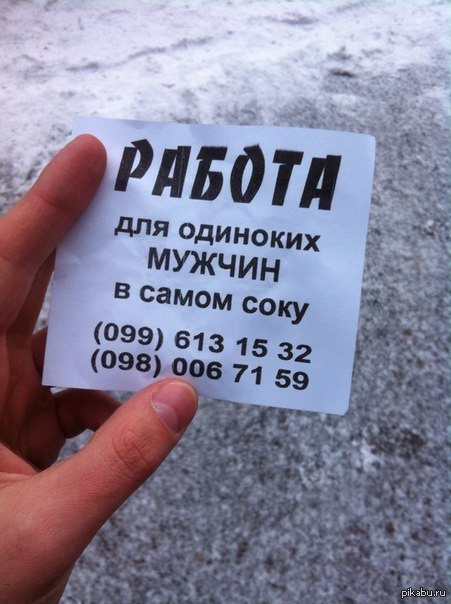 РАБОТА
для одиноких
МУЖЧИН
в самом соку
(099) 613 15 32
(098) 006 71 59
pikabu.ru